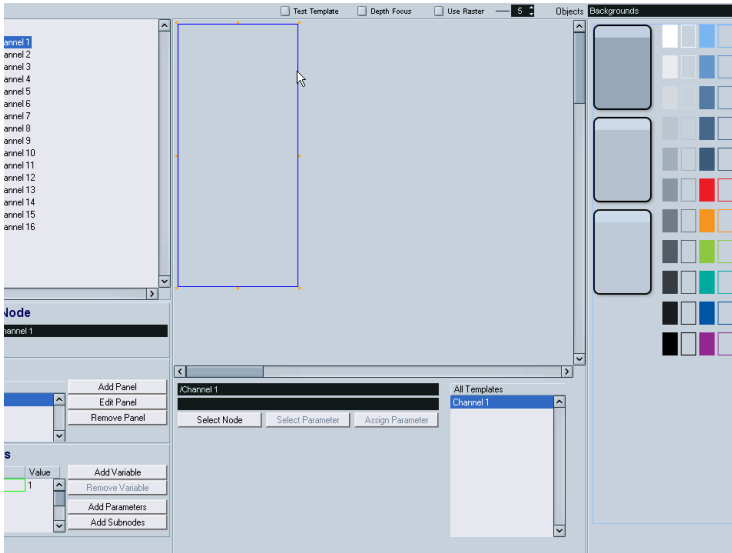 Test Template Depth Focus Use Raster 5 Objects Backgrounds
annel 1
annel 2
annel 3
annel 4
annel 5
annel 6
annel 7
annel 8
annel 9
annel 10
annel 11
annel 12
annel 13
annel 14
annel 15
annel 16
Node
hannel 1
Add Panel
Edit Panel
Remove Panel
s
Value
1
Add Variable
Remove Variable
Add Parameters
Add Subnodes
/Channel 1
Select Node Select Parameter Assign Parameter
All Templates
Channel 1